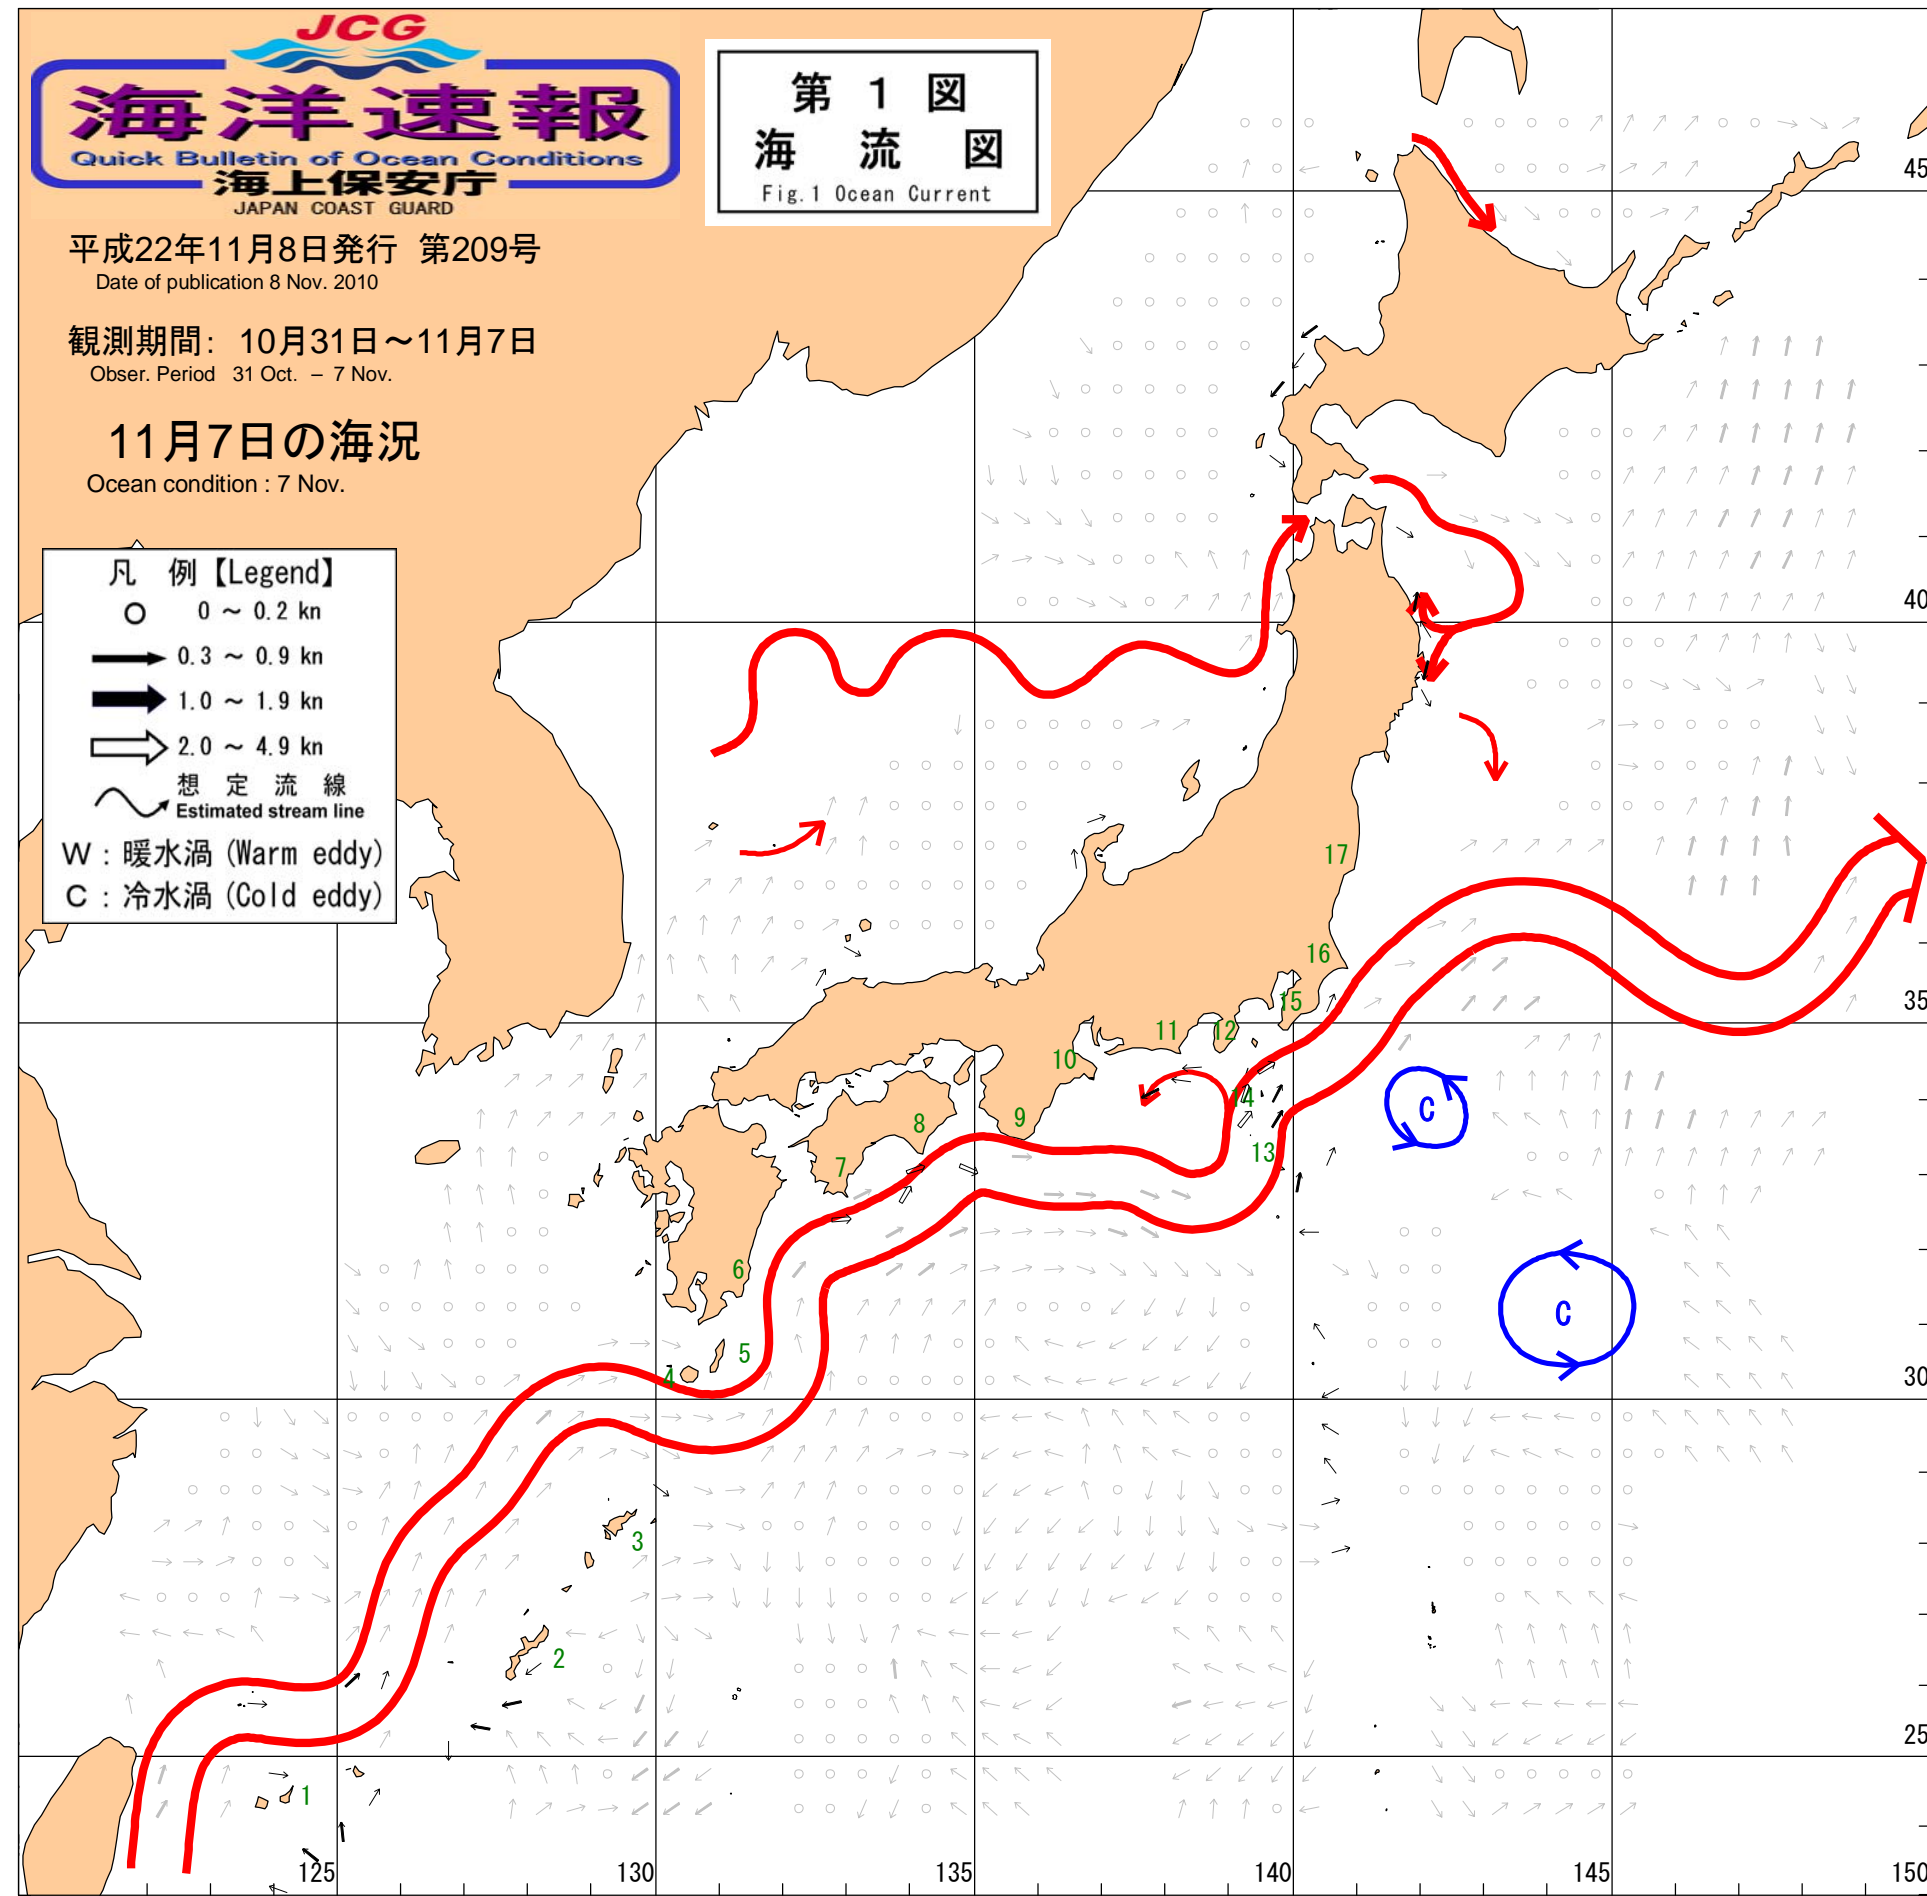 JCG
海洋速報
Quick Bulletin of Ocean Conditions
海上保安庁
JAPAN COAST GUARD
第 1 図
海 流 図
Fig.1 Ocean Current
平成22年11月8日発行 第209号
Date of publication 8 Nov. 2010
観測期間: 10月31日～11月7日
Obser. Period 31 Oct. – 7 Nov.
11月7日の海況
Ocean condition : 7 Nov.
凡 例【Legend】
0 ～ 0.2 kn
0.3 ～ 0.9 kn
1.0 ～ 1.9 kn
2.0 ～ 4.9 kn
想 定 流 線
Estimated stream line
W : 暖水渦 (Warm eddy)
C : 冷水渦 (Cold eddy)
45
40
17
16
35
15
12
11
10
14
C
9
8
13
7
6
C
5
4
30
3
2
25
1
125
130
135
140
145
150